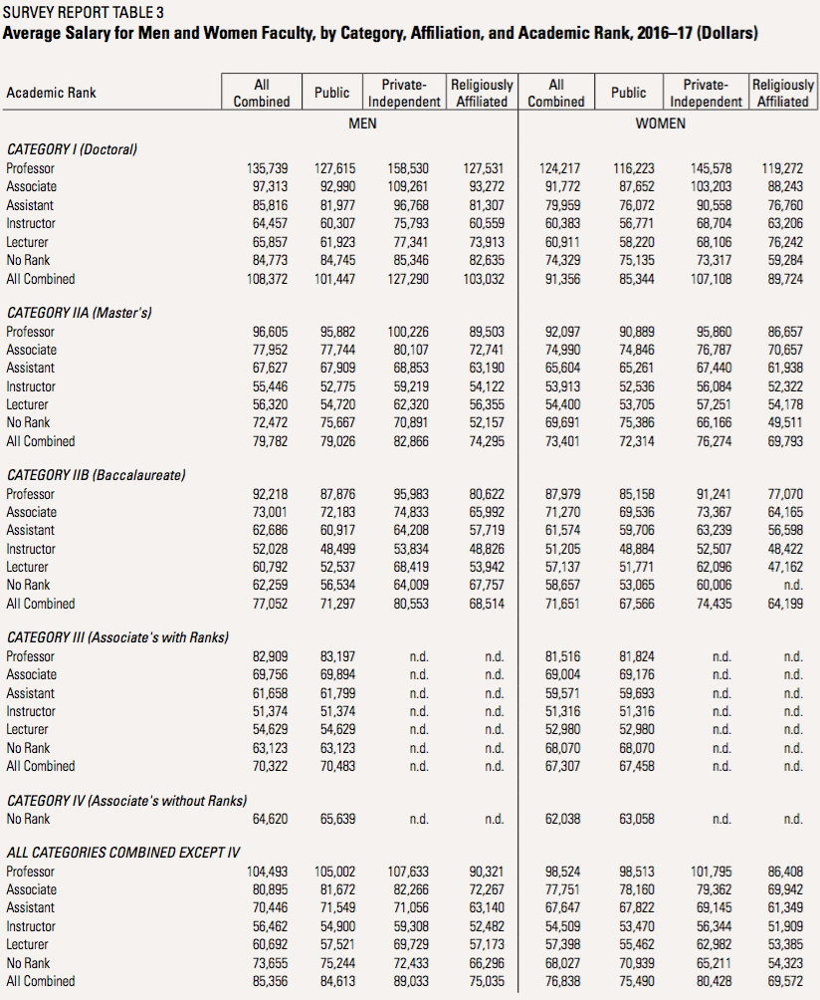 SURVEY REPORT TABLE 3
Average Salary for Men and Women Faculty, by Category, Affiliation, and Academic Rank, 2016–17 (Dollars)
Academic Rank All Combined Public Private-Independent Religiously Affiliated All Combined Public Private-Independent Religiously Affiliated
MEN WOMEN
CATEGORY I (Doctoral)
Professor 135,739 127,615 158,530 127,531 124,217 116,223 145,578 119,272
Associate 97,313 92,990 109,261 93,272 91,772 87,652 103,203 88,243
Assistant 85,816 81,977 96,768 81,307 79,959 76,072 90,558 76,760
Instructor 64,457 60,307 75,793 60,559 60,383 56,771 68,704 63,206
Lecturer 65,857 61,923 77,341 73,913 60,911 58,220 68,106 76,242
No Rank 84,773 84,745 85,346 82,635 74,329 75,135 73,317 59,284
All Combined 108,372 101,447 127,290 103,032 91,356 85,344 107,108 89,724
CATEGORY IIA (Master's)
Professor 96,605 95,882 100,226 89,503 92,097 90,889 95,860 86,657
Associate 77,952 77,744 80,107 72,741 74,990 74,846 76,787 70,657
Assistant 67,627 67,909 68,853 63,190 65,604 65,261 67,440 61,938
Instructor 55,446 52,775 59,219 54,122 53,913 52,536 56,084 52,322
Lecturer 56,320 54,720 62,320 56,355 54,400 53,705 57,251 54,178
No Rank 72,472 75,667 70,891 52,157 69,691 75,386 66,166 49,511
All Combined 79,782 79,026 82,866 74,295 73,401 72,314 76,274 69,793
CATEGORY IIB (Baccalaureate)
Professor 92,218 87,876 95,983 80,622 87,979 85,158 91,241 77,070
Associate 73,001 72,183 74,833 65,992 71,270 69,536 73,367 64,165
Assistant 62,686 60,917 64,208 57,719 61,574 59,706 63,239 56,598
Instructor 52,028 48,499 53,834 48,826 51,205 48,884 52,507 48,422
Lecturer 60,792 52,537 68,419 53,942 57,137 51,771 62,096 47,162
No Rank 62,259 56,534 64,009 67,757 58,657 53,065 60,006 n.d.
All Combined 77,052 71,297 80,553 68,514 71,651 67,566 74,435 64,199
CATEGORY III (Associate's with Ranks)
Professor 82,909 83,197 n.d. n.d. 81,516 81,824 n.d. n.d.
Associate 69,756 69,894 n.d. n.d. 69,004 69,176 n.d. n.d.
Assistant 61,658 61,799 n.d. n.d. 59,571 59,693 n.d. n.d.
Instructor 51,374 51,374 n.d. n.d. 51,316 51,316 n.d. n.d.
Lecturer 54,629 54,629 n.d. n.d. 52,980 52,980 n.d. n.d.
No Rank 63,123 63,123 n.d. n.d. 68,070 68,070 n.d. n.d.
All Combined 70,322 70,483 n.d. n.d. 67,307 67,458 n.d. n.d.
CATEGORY IV (Associate's without Ranks)
No Rank 64,620 65,639 n.d. n.d. 62,038 63,058 n.d. n.d.
ALL CATEGORIES COMBINED EXCEPT IV
Professor 104,493 105,002 107,633 90,321 98,524 98,513 101,795 86,408
Associate 80,895 81,672 82,266 72,267 77,751 78,160 79,362 69,942
Assistant 70,446 71,549 71,056 63,140 67,647 67,822 69,145 61,349
Instructor 56,462 54,900 59,308 52,482 54,509 53,470 56,344 51,909
Lecturer 60,692 57,521 69,729 57,173 57,398 55,462 62,982 53,385
No Rank 73,655 75,244 72,433 66,296 68,027 70,939 65,211 54,323
All Combined 85,356 84,613 89,033 75,035 76,838 75,490 80,428 69,572